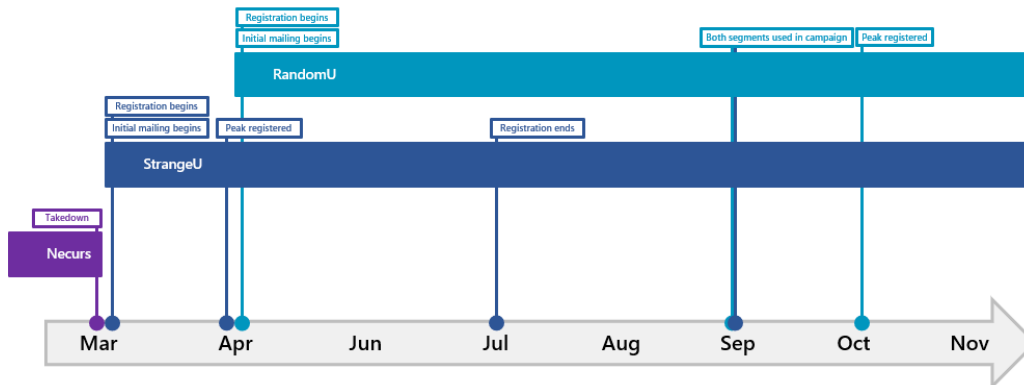 Registration begins
Initial mailing begins
Both segments used in campaign
Peak registered
RandomU
Registration begins
Initial mailing begins
Peak registered
Registration ends
StrangeU
Takedown
Necurs
Mar Apr Jun Jul Aug Sep Oct Nov